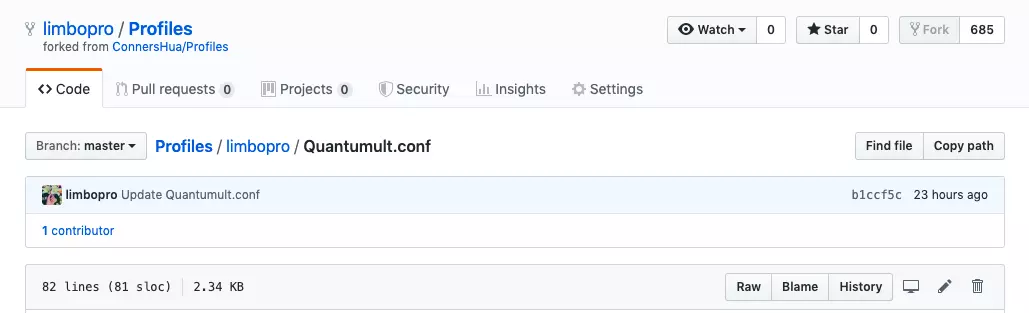 limbopro / Profiles Watch 0 Star 0 Fork 685
forked from ConnersHua/Profiles
Code Pull requests 0 Projects 0 Security Insights Settings
Branch: master Profiles / limbopro / Quantumult.conf Find file Copy path
limbopro Update Quantumult.conf b1ccf5c 23 hours ago
1 contributor
82 lines (81 sloc) 2.34 KB Raw Blame History